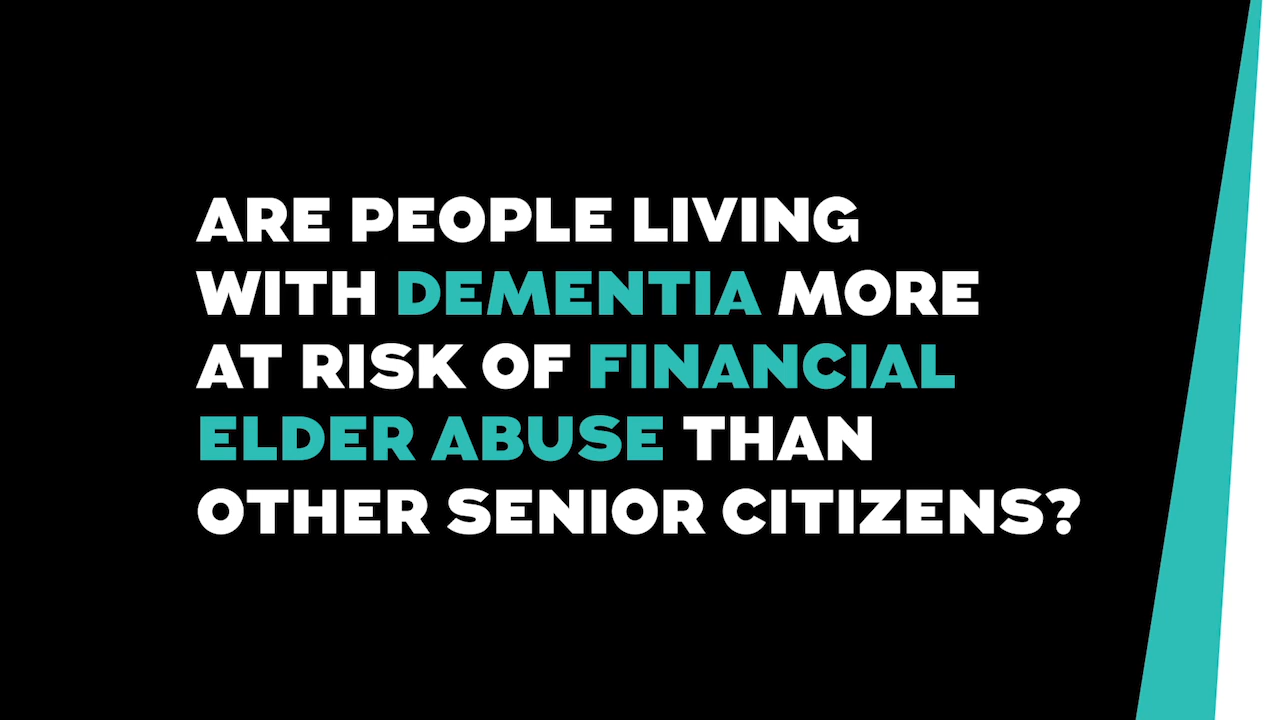 ARE PEOPLE LIVING
WITH DEMENTIA MORE
AT RISK OF FINANCIAL
ELDER ABUSE THAN
OTHER SENIOR CITIZENS?